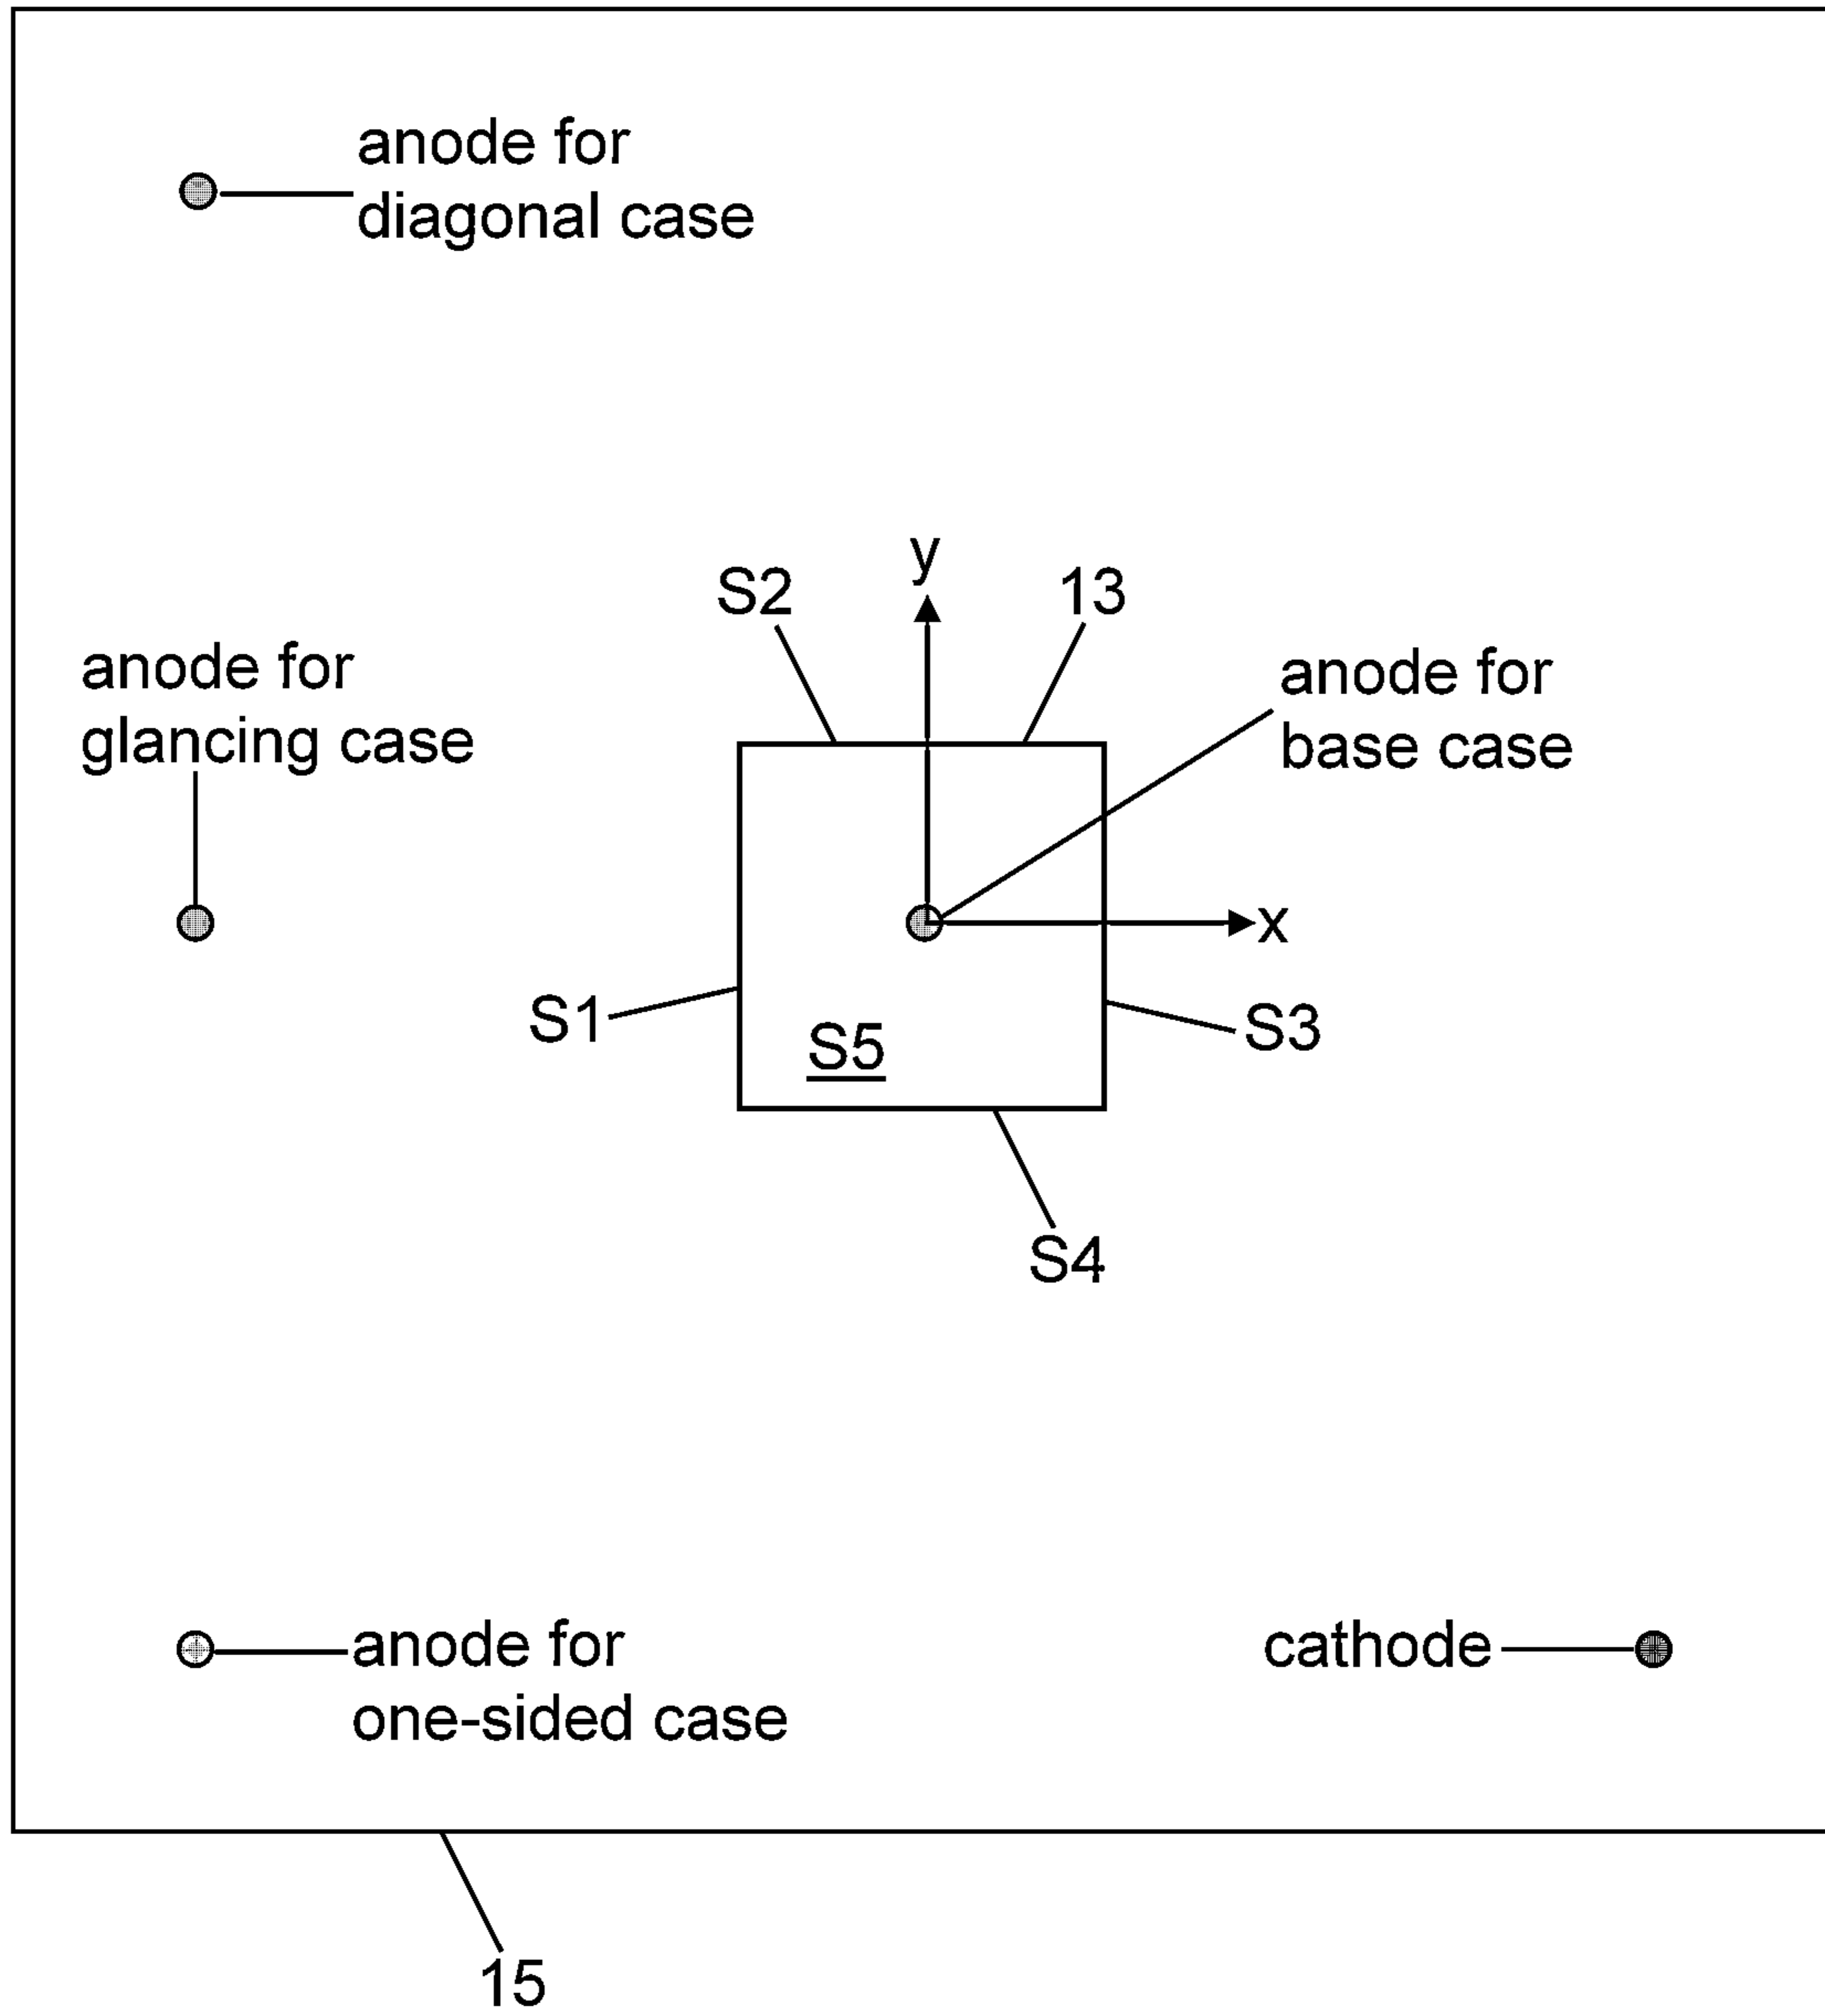 anode for
diagonal case
y
S2
13
anode for
glancing case
anode for
base case
x
S1
S3
S5
S4
anode for
one-sided case
cathode
15